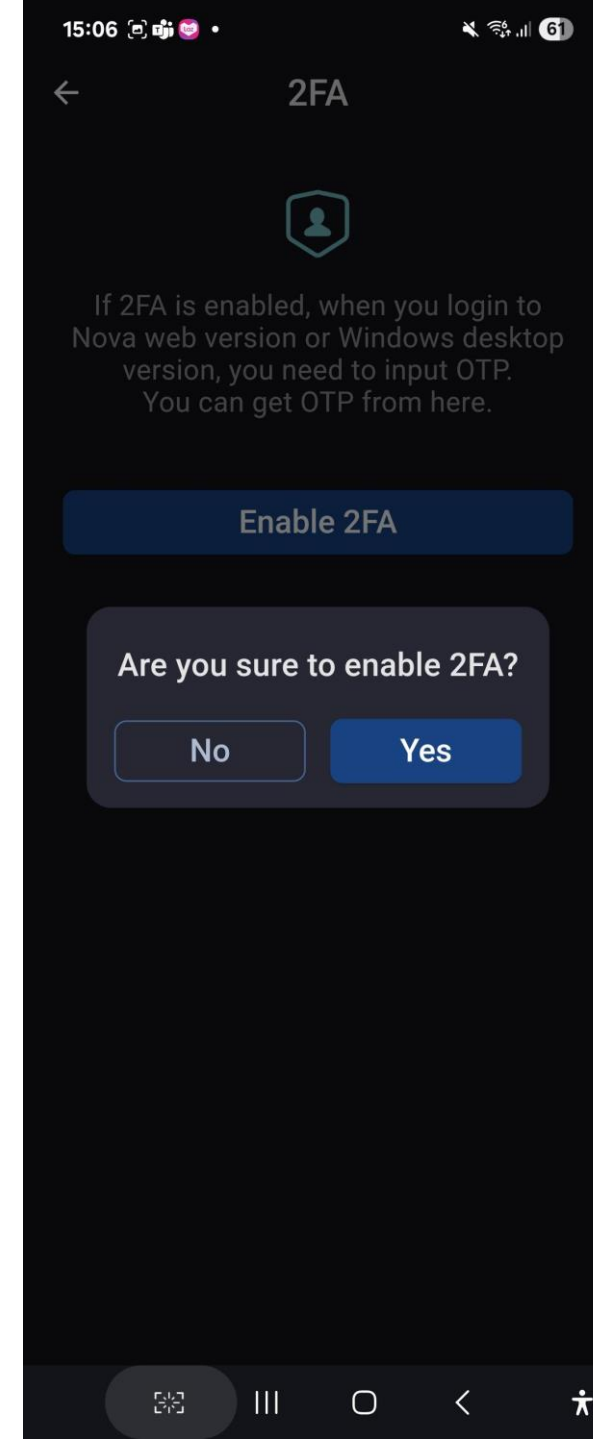 15:06
61
2FA
If 2FA is enabled, when you login to
Nova web version or Windows desktop
version, you need to input OTP.
You can get OTP from here.
Enable 2FA
Are you sure to enable 2FA?
No
Yes